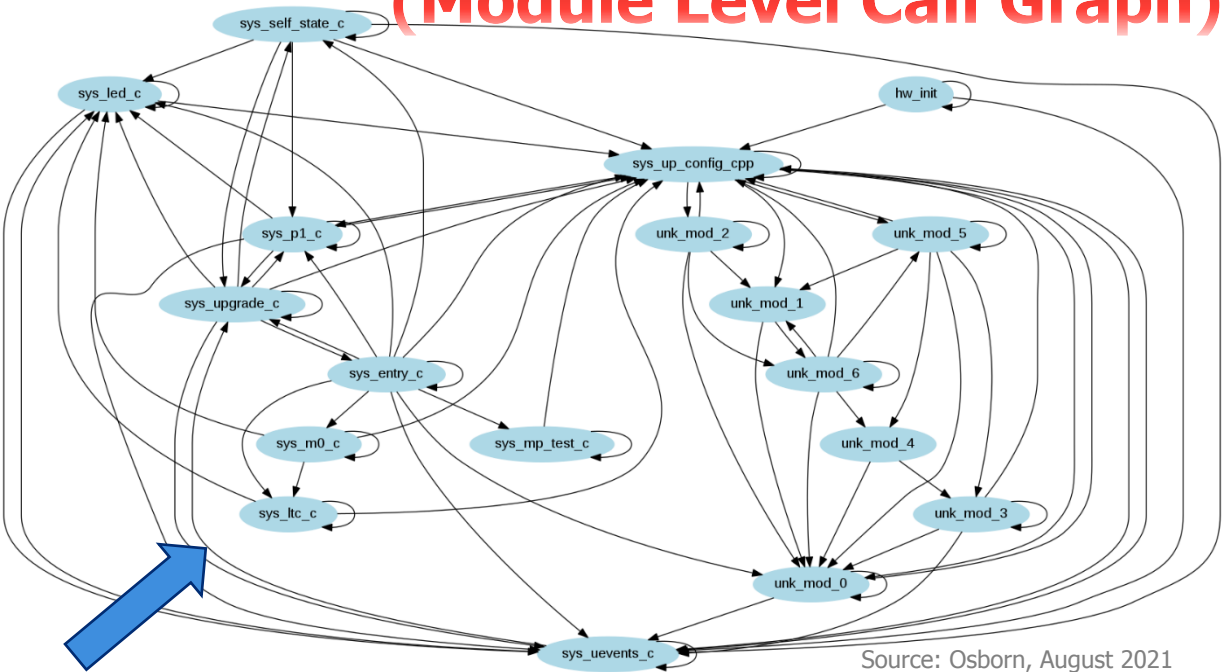 (Module Level Call Graph)
sys_self_state_c
sys_led_c
hw_init
sys_up_config_cpp
sys_p1_c
unk_mod_2
unk_mod_5
sys_upgrade_c
unk_mod_1
sys_entry_c
unk_mod_6
sys_m0_c
sys_mp_test_c
unk_mod_4
sys_ltc_c
unk_mod_3
unk_mod_0
sys_uevents_c
Source: Osborn, August 2021